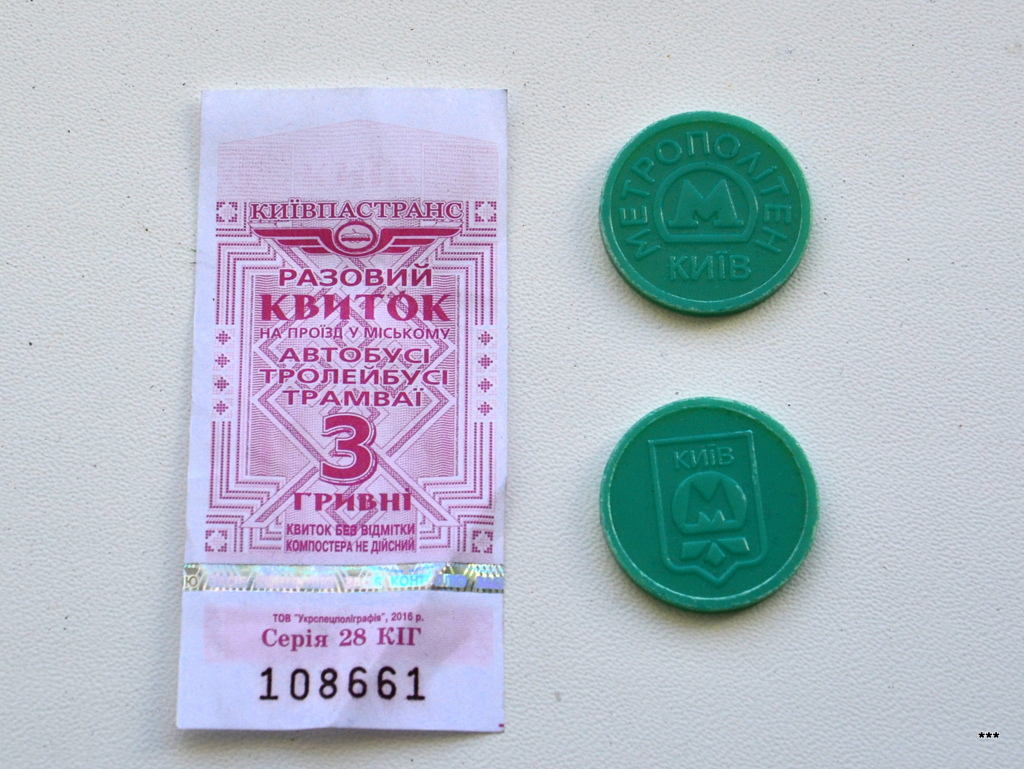 КИЇВПАСТРАНС
РАЗОВИЙ
КВИТОК
НА ПРОЇЗД У МІСЬКОМУ
АВТОБУСІ
ТРОЛЕЙБУСІ
ТРАМВАЇ
3
ГРИВНІ
КВИТОК БЕЗ ВІДМІТКИ
КОМПОСТЕРА НЕ ДІЙСНИЙ
ТОВ "Укрспецполіграфія", 2016 р.
Серія 28 КІГ
108661
МЕТРОПОЛІТЕН
М
КИЇВ
КИЇВ
М
***